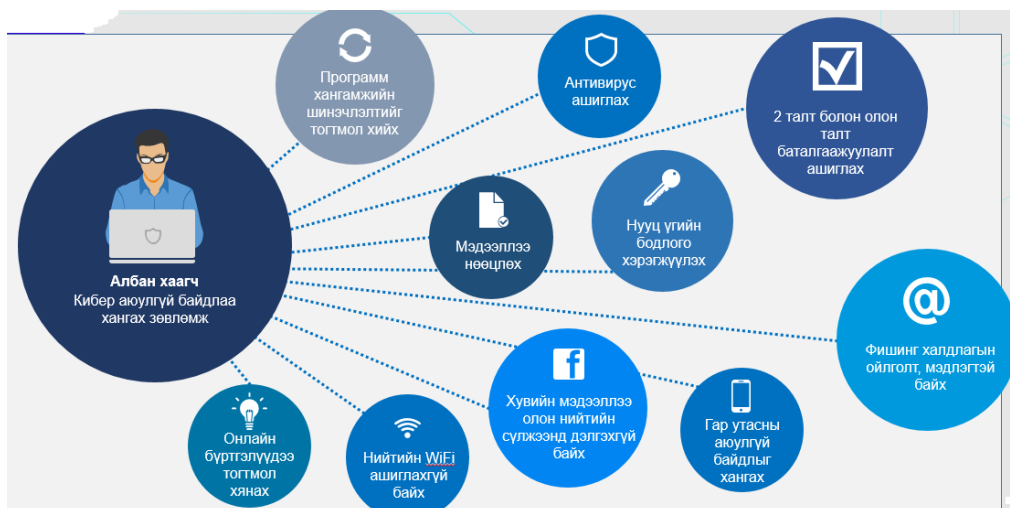 Программ
хангамжийн
шинэчлэлтийг
тогтмол хийх
Антивирус
ашиглах
2 талт болон олон
талт
баталгаажуулалт
ашиглах
Мэдээллээ
нөөцлөх
Нууц үгийн
бодлого
хэрэгжүүлэх
Албан хаагч
Кибер аюулгүй байдлаа
хангах зөвлөмж
Фишинг халдлагын
ойлголт, мэдлэгтэй
байх
Хувийн мэдээллээ
олон нийтийн
сүлжээнд дэлгэхгүй
байх
Гар утасны
аюулгүй
байдлыг
хангах
Онлайн
бүртгэлүүдээ
тогтмол
хянах
Нийтийн WiFi
ашиглахгүй
байх